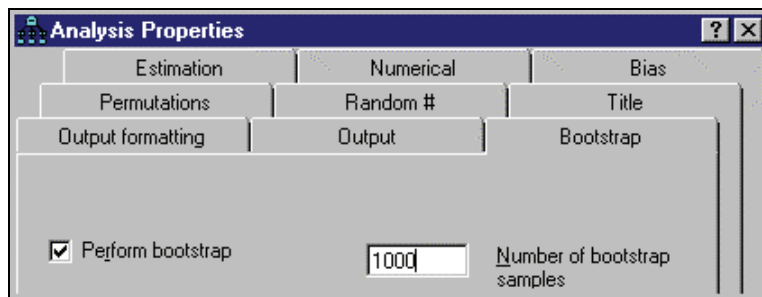 Analysis Properties
Estimation Numerical Bias
Permutations Random # Title
Output formatting Output Bootstrap
Perform bootstrap 1000 Number of bootstrap
samples